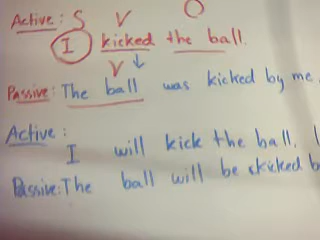 Active: S V O
I kicked the ball.
V
Passive: The ball was kicked by me.
Active:
I will kick the ball.
Passive: The ball will be ckicked b